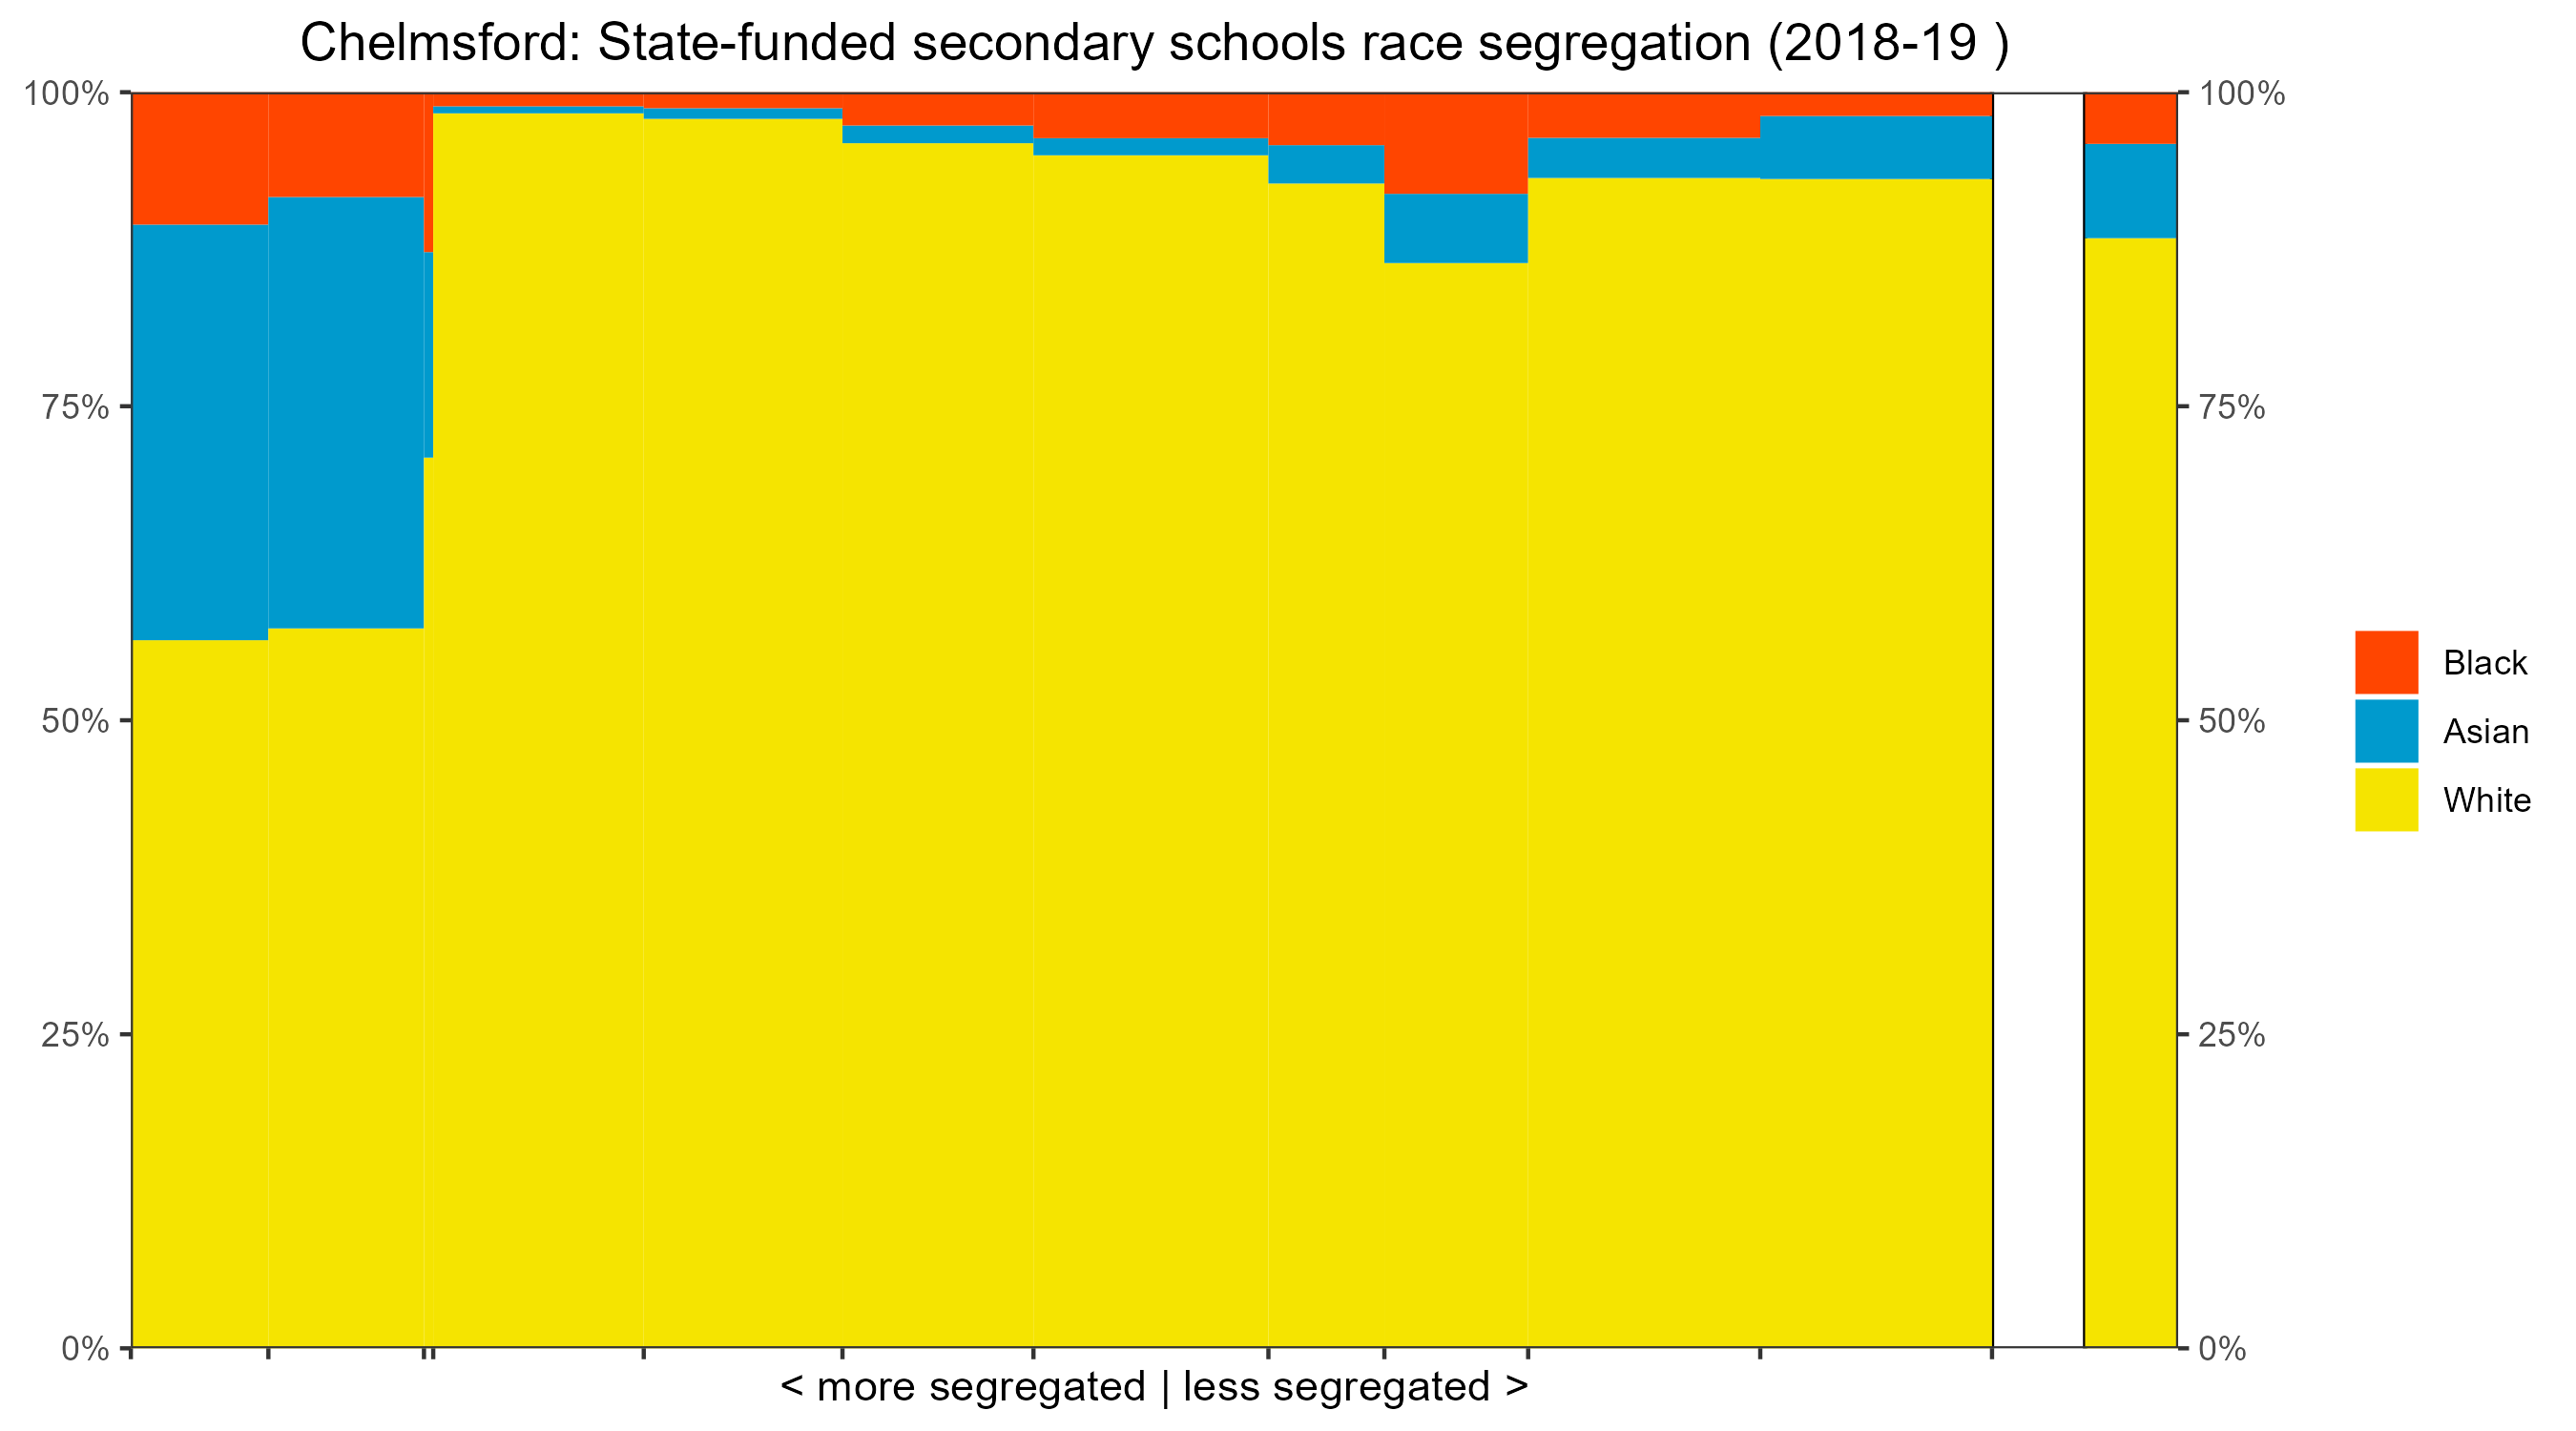 Chelmsford: State-funded secondary schools race segregation (2018-19 )
100%
75%
50%
25%
0%
100%
75%
50%
25%
0%
Black
Asian
White
< more segregated | less segregated >